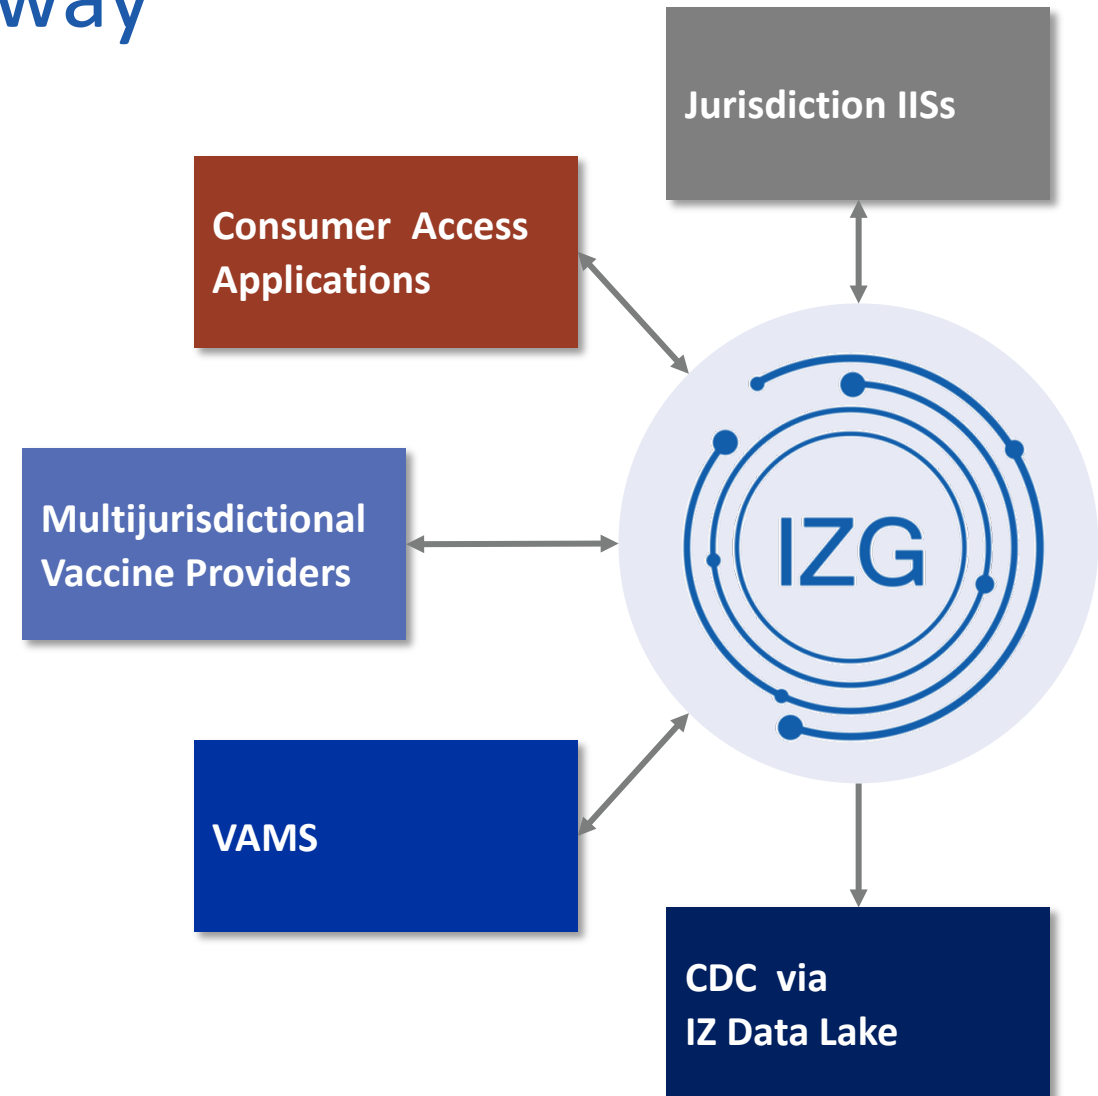 way
Jurisdiction IISs
Consumer Access
Applications
IZG
Multijurisdictional
Vaccine Providers
VAMS
CDC via
IZ Data Lake